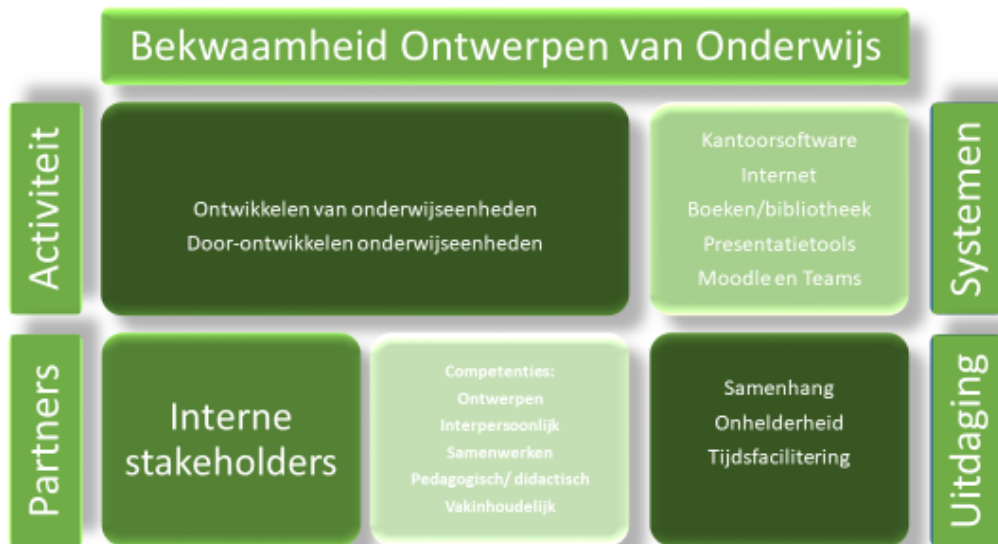 Bekwaamheid Ontwerpen van Onderwijs
Activiteit
Ontwikkelen van onderwijseenheden
Door-ontwikkelen onderwijseenheden
Kantoorsoftware
Internet
Boeken/bibliotheek
Presentatietools
Moodle en Teams
Systemen
Partners
Interne
stakeholders
Competenties:
Ontwerpen
Interpersoonlijk
Samenwerken
Pedagogisch/ didactisch
Vakinhoudelijk
Samenhang
Onhelderheid
Tijdsfacilitering
Uitdaging